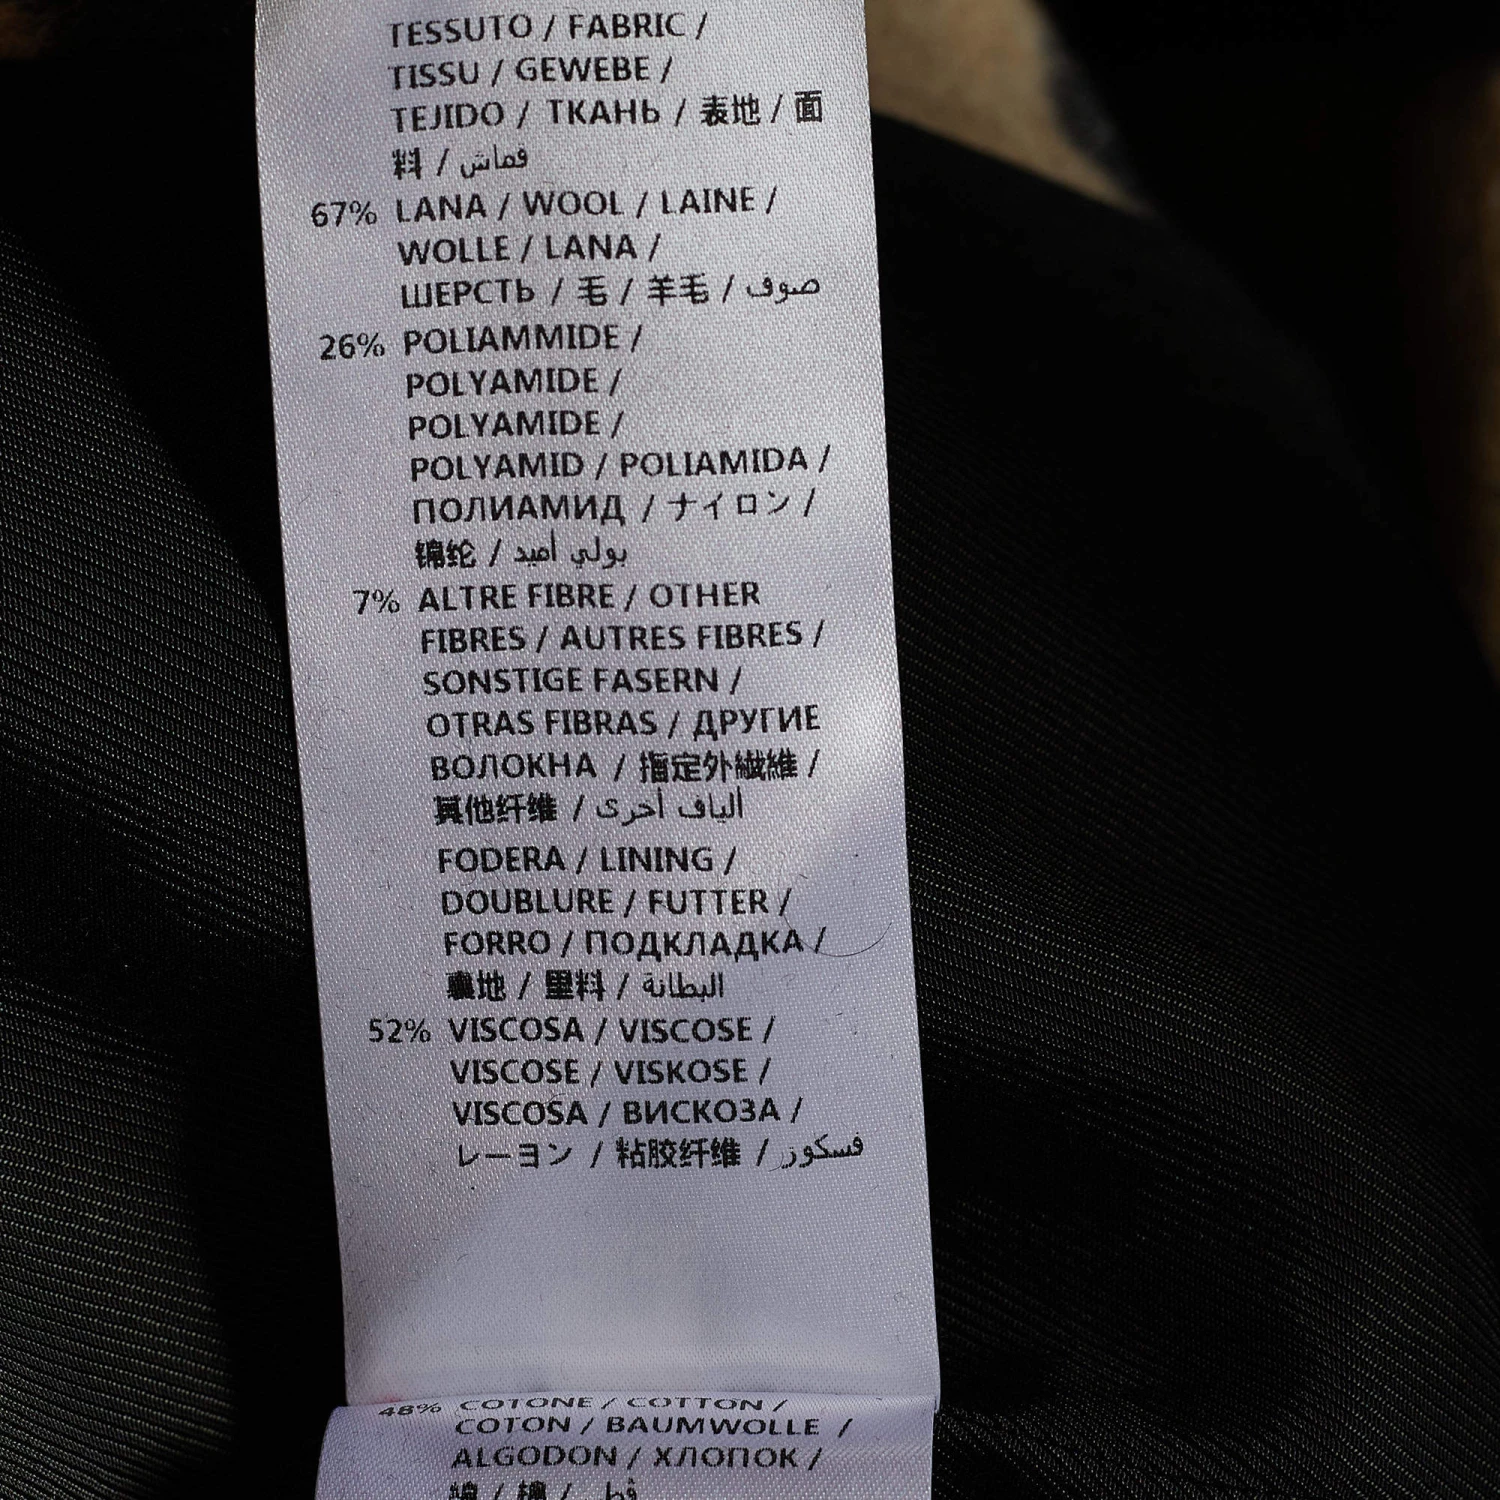 TESSUTO / FABRIC /
TISSU / GEWEBE /
TEJIDO / ТКАНЬ / 表地 / 面
料 / قماش
67% LANA / WOOL / LAINE /
WOLLE / LANA /
ШЕРСТЬ / 毛 / 羊毛 / صوف
26% POLIAMMIDE /
POLYAMIDE /
POLYAMIDE /
POLYAMID / POLIAMIDA /
ПОЛИАМИД / ナイロン /
锦纶 / بولي أميد
7% ALTRE FIBRE / OTHER
FIBRES / AUTRES FIBRES /
SONSTIGE FASERN /
OTRAS FIBRAS / ДРУГИЕ
ВОЛОКНА / 指定外繊維 /
其他纤维 / ألياف أخرى
FODERA / LINING /
DOUBLURE / FUTTER /
FORRO / ПОДКЛАДКА /
裏地 / 里料 / البطانة
52% VISCOSA / VISCOSE /
VISCOSE / VISKOSE /
VISCOSA / ВИСКОЗА /
レーヨン / 粘胶纤维 / فسكوز
48% COTONE / COTTON /
COTON / BAUMWOLLE /
ALGODON / ХЛОПОК /